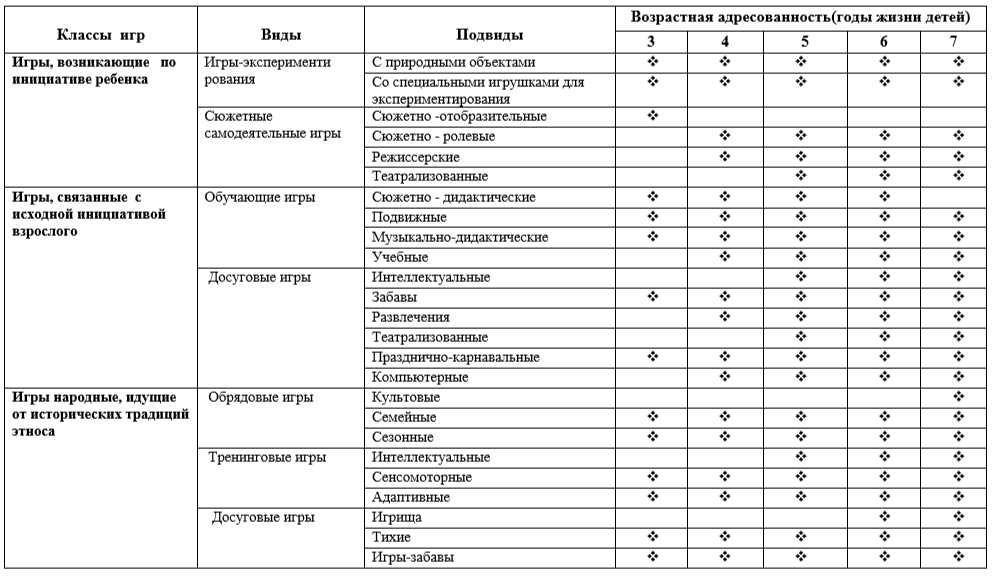 Классы игр Виды Подвиды Возрастная адресованность(годы жизни детей)
3 4 5 6 7
Игры, возникающие по инициативе ребенка Игры-эксперименти рования С природными объектами ❖ ❖ ❖ ❖ ❖
Со специальными игрушками для экспериментирования ❖ ❖ ❖ ❖ ❖
Сюжетные самодеятельные игры Сюжетно -отобразительные ❖
Сюжетно - ролевые ❖ ❖ ❖ ❖
Режиссерские ❖ ❖ ❖ ❖
Театрализованные ❖ ❖ ❖
Игры, связанные с исходной инициативой взрослого Обучающие игры Сюжетно - дидактические ❖ ❖ ❖ ❖
Подвижные ❖ ❖ ❖ ❖ ❖
Музыкально-дидактические ❖ ❖ ❖ ❖ ❖
Учебные ❖ ❖ ❖ ❖
Досуговые игры Интеллектуальные ❖ ❖ ❖
Забавы ❖ ❖ ❖ ❖ ❖
Развлечения ❖ ❖ ❖ ❖
Театрализованные ❖ ❖ ❖
Празднично-карнавальные ❖ ❖ ❖ ❖ ❖
Компьютерные ❖ ❖ ❖ ❖
Игры народные, идущие от исторических традиций этноса Обрядовые игры Культовые ❖
Семейные ❖ ❖ ❖ ❖ ❖
Сезонные ❖ ❖ ❖ ❖ ❖
Тренинговые игры Интеллектуальные ❖ ❖ ❖
Сенсомоторные ❖ ❖ ❖ ❖ ❖
Адаптивные ❖ ❖ ❖ ❖ ❖
Досуговые игры Игрища ❖ ❖
Тихие ❖ ❖ ❖ ❖ ❖
Игры-забавы ❖ ❖ ❖ ❖ ❖